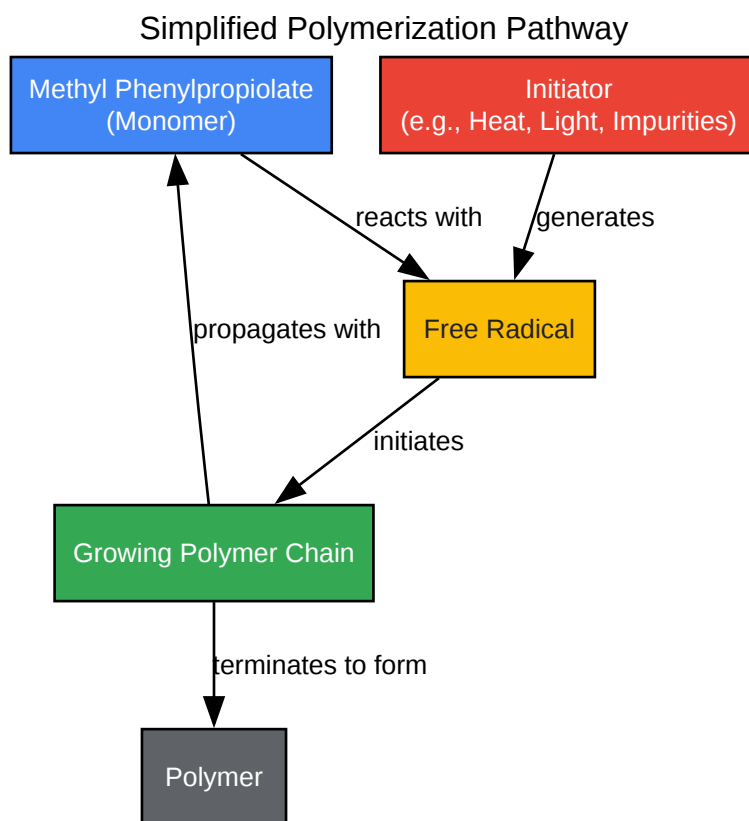 Simplified Polymerization Pathway
Methyl Phenylpropiolate
(Monomer)
Initiator
(e.g., Heat, Light, Impurities)
reacts with
generates
propagates with
Free Radical
initiates
Growing Polymer Chain
terminates to form
Polymer